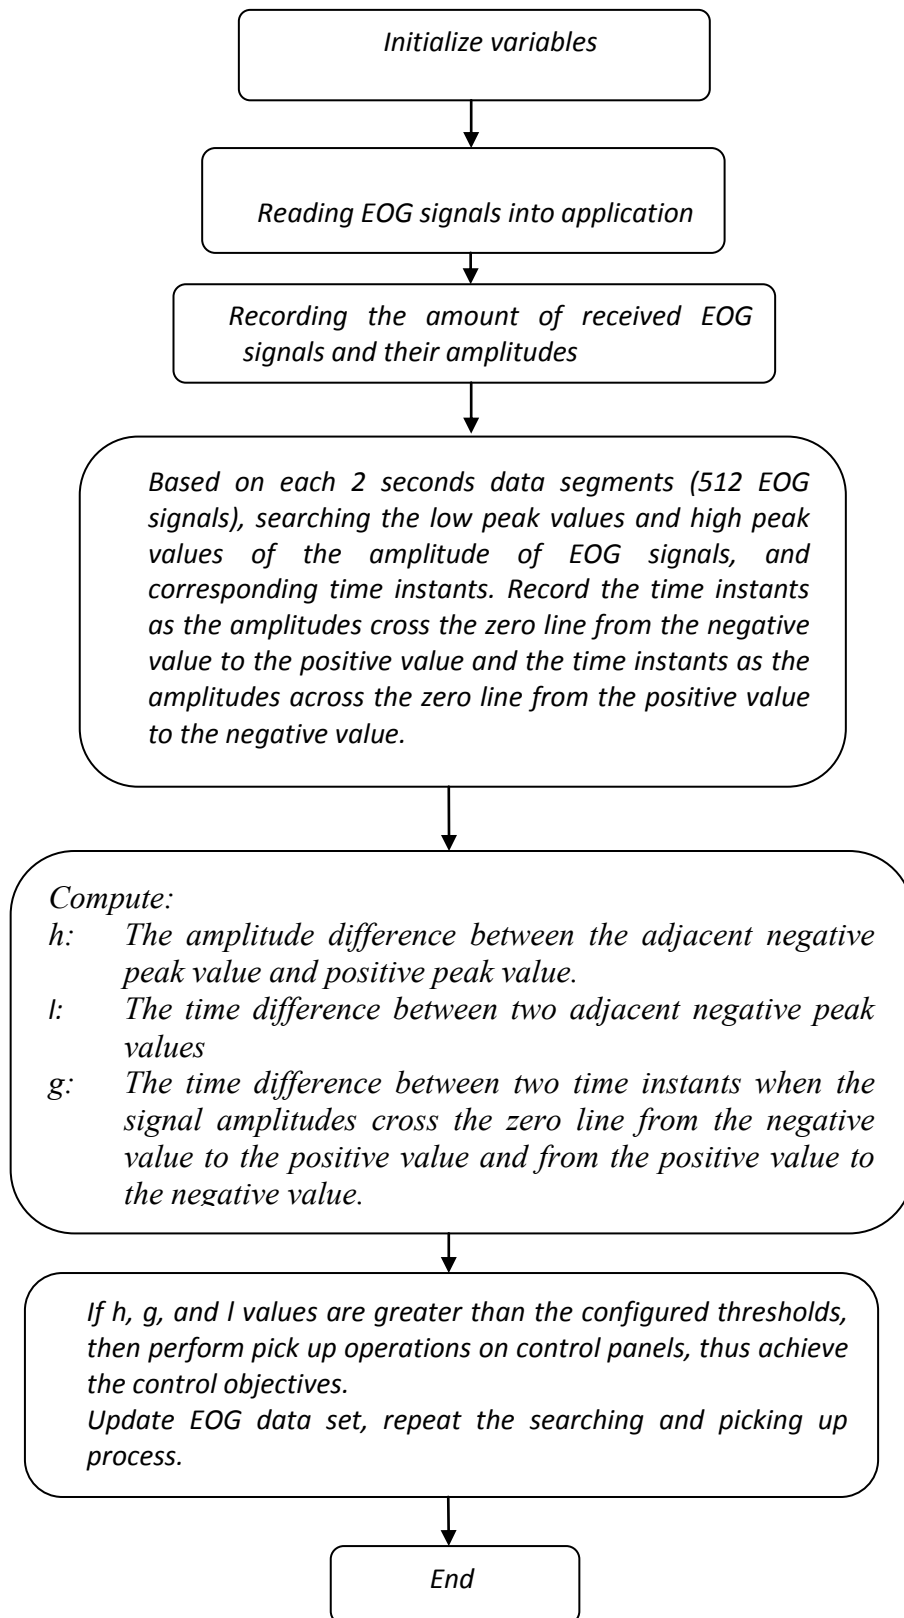 Initialize variables
Reading EOG signals into application
Recording the amount of received EOG
signals and their amplitudes
Based on each 2 seconds data segments (512 EOG
signals), searching the low peak values and high peak
values of the amplitude of EOG signals, and
corresponding time instants. Record the time instants
as the amplitudes cross the zero line from the negative
value to the positive value and the time instants as the
amplitudes across the zero line from the positive value
to the negative value.
Compute:
h: The amplitude difference between the adjacent negative
peak value and positive peak value.
l: The time difference between two adjacent negative peak
values
g: The time difference between two time instants when the
signal amplitudes cross the zero line from the negative
value to the positive value and from the positive value to
the negative value.
If h, g, and l values are greater than the configured thresholds,
then perform pick up operations on control panels, thus achieve
the control objectives.
Update EOG data set, repeat the searching and picking up
process.
End